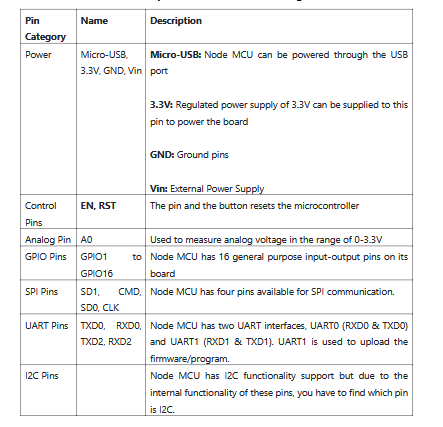 Pin Category Name Description
Power Micro-USB, 3.3V, GND, Vin Micro-USB: Node MCU can be powered through the USB port
3.3V: Regulated power supply of 3.3V can be supplied to this pin to power the board
GND: Ground pins
Vin: External Power Supply
Control Pins EN, RST The pin and the button resets the microcontroller
Analog Pin A0 Used to measure analog voltage in the range of 0-3.3V
GPIO Pins GPIO1 to GPIO16 Node MCU has 16 general purpose input-output pins on its board
SPI Pins SD1, CMD, SD0, CLK Node MCU has four pins available for SPI communication.
UART Pins TXD0, RXD0, TXD2, RXD2 Node MCU has two UART interfaces, UART0 (RXD0 & TXD0) and UART1 (RXD1 & TXD1). UART1 is used to upload the firmware/program.
I2C Pins Node MCU has I2C functionality support but due to the internal functionality of these pins, you have to find which pin is I2C.